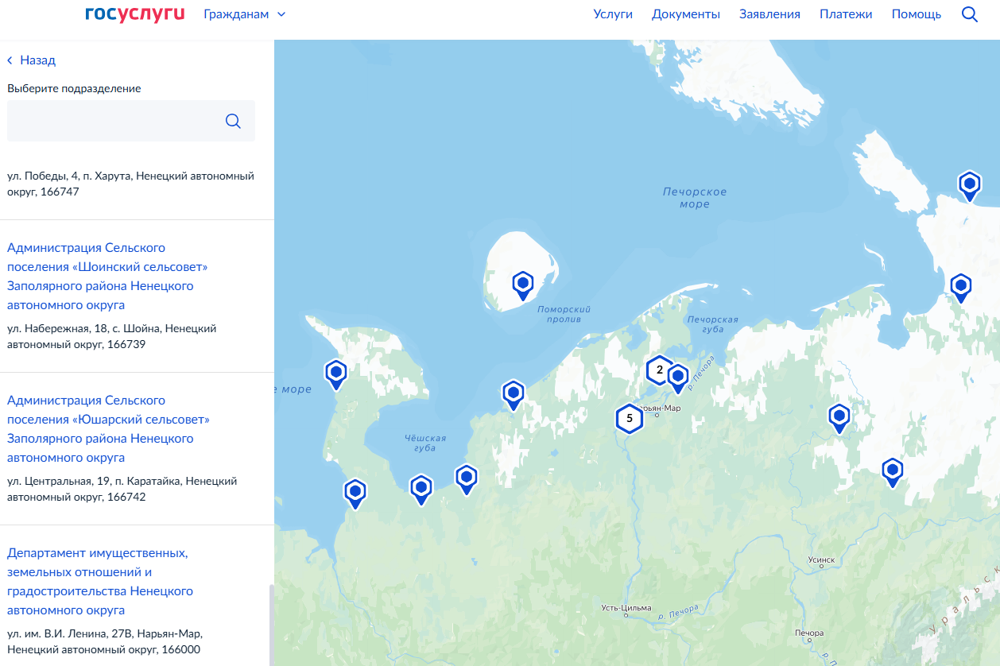 госуслуги
Гражданам
Услуги
Документы
Заявления
Платежи
Помощь
Назад
Выберите подразделение
ул. Победы, 4, п. Харута, Ненецкий автономный
округ, 166747
Администрация Сельского
поселения «Шоинский сельсовет»
Заполярного района Ненецкого
автономного округа
ул. Набережная, 18, с. Шойна, Ненецкий
автономный округ, 166739
Администрация Сельского
поселения «Юшарский сельсовет»
Заполярного района Ненецкого
автономного округа
ул. Центральная, 19, п. Каратайка, Ненецкий
автономный округ, 166742
Департамент имущественных,
земельных отношений и
градостроительства Ненецкого
автономного округа
ул. им. В.И. Ленина, 27В, Нарьян-Мар,
Ненецкий автономный округ, 166000
Печорское
море
Поморский
пролив
Печорская
губа
е море
2
р. Печора
рьян-Мар
5
Чёшская
губа
Усинск
Усть-Цильма
р. Печора
Печора
р. П
Уральск